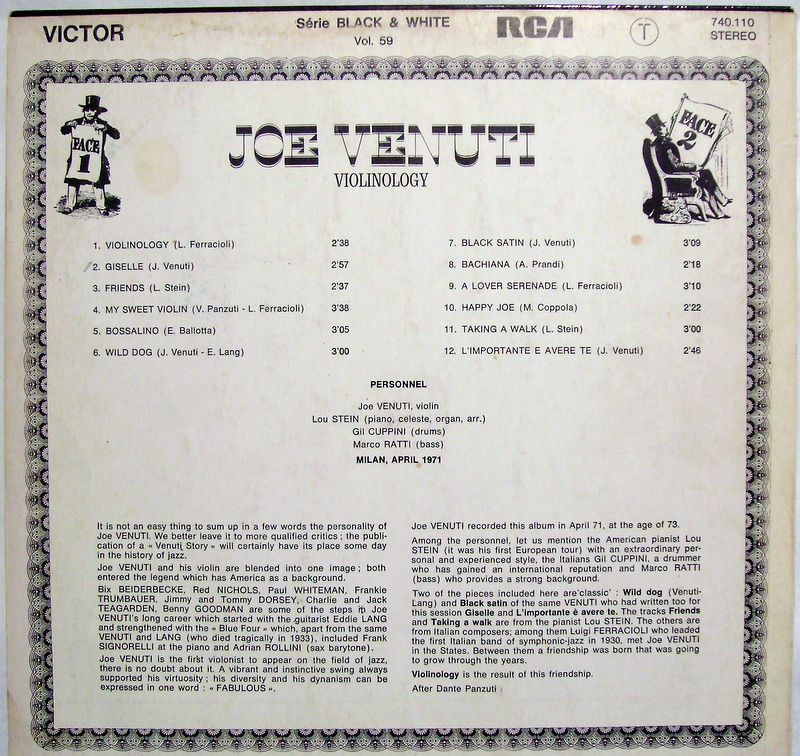 VICTOR
Série BLACK & WHITE
Vol. 59
RCA
T
740.110
STEREO
FACE
1
JOE VENUTI
VIOLINOLOGY
FACE
2
1. VIOLINOLOGY (L. Ferracioli) 2'38
2. GISELLE (J. Venuti) 2'57
3. FRIENDS (L. Stein) 2'37
4. MY SWEET VIOLIN (V. Panzuti - L. Ferracioli) 3'38
5. BOSSALINO (E. Ballotta) 3'05
6. WILD DOG (J. Venuti - E. Lang) 3'00
7. BLACK SATIN (J. Venuti) 3'09
8. BACHIANA (A. Prandi) 2'18
9. A LOVER SERENADE (L. Ferracioli) 3'10
10. HAPPY JOE (M. Coppola) 2'22
11. TAKING A WALK (L. Stein) 3'00
12. L'IMPORTANTE E AVERE TE (J. Venuti) 2'46
PERSONNEL
Joe VENUTI, violin
Lou STEIN (piano, celeste, organ, arr.)
Gil CUPPINI (drums)
Marco RATTI (bass)
MILAN, APRIL 1971
It is not an easy thing to sum up in a few words the personality of
Joe VENUTI. We better leave it to more qualified critics ; the publi-
cation of a « Venuti Story » will certainly have its place some day
in the history of jazz.
Joe VENUTI and his violin are blended into one image ; both
entered the legend which has America as a background.
Bix BEIDERBECKE, Red NICHOLS, Paul WHITEMAN, Frankie
TRUMBAUER, Jimmy and Tommy DORSEY, Charlie and Jack
TEAGARDEN, Benny GOODMAN are some of the steps in Joe
VENUTI's long career which started with the guitarist Eddie LANG
and strengthened with the « Blue Four » which, apart from the same
VENUTI and LANG (who died tragically in 1933), included Frank
SIGNORELLI at the piano and Adrian ROLLINI (sax barytone).
Joe VENUTI is the first violonist to appear on the field of jazz,
there is no doubt about it. A vibrant and instinctive swing always
supported his virtuosity ; his diversity and his dynanism can be
expressed in one word : « FABULOUS ».
Joe VENUTI recorded this album in April 71, at the age of 73.
Among the personnel, let us mention the American pianist Lou
STEIN (it was his first European tour) with an extraordinary per-
sonal and experienced style, the Italians Gil CUPPINI, a drummer
who has gained an international reputation and Marco RATTI
(bass) who provides a strong background.
Two of the pieces included here are'classic' : Wild dog (Venuti-
Lang) and Black satin of the same VENUTI who had written too for
this session Giselle and L'importante è avere te. The tracks Friends
and Taking a walk are from the pianist Lou STEIN. The others are
from Italian composers; among them Luigi FERRACIOLI who leaded
the first Italian band of symphonic-jazz in 1930, met Joe VENUTI
in the States. Between them a friendship was born that was going
to grow through the years.
Violinology is the result of this friendship.
After Dante Panzuti